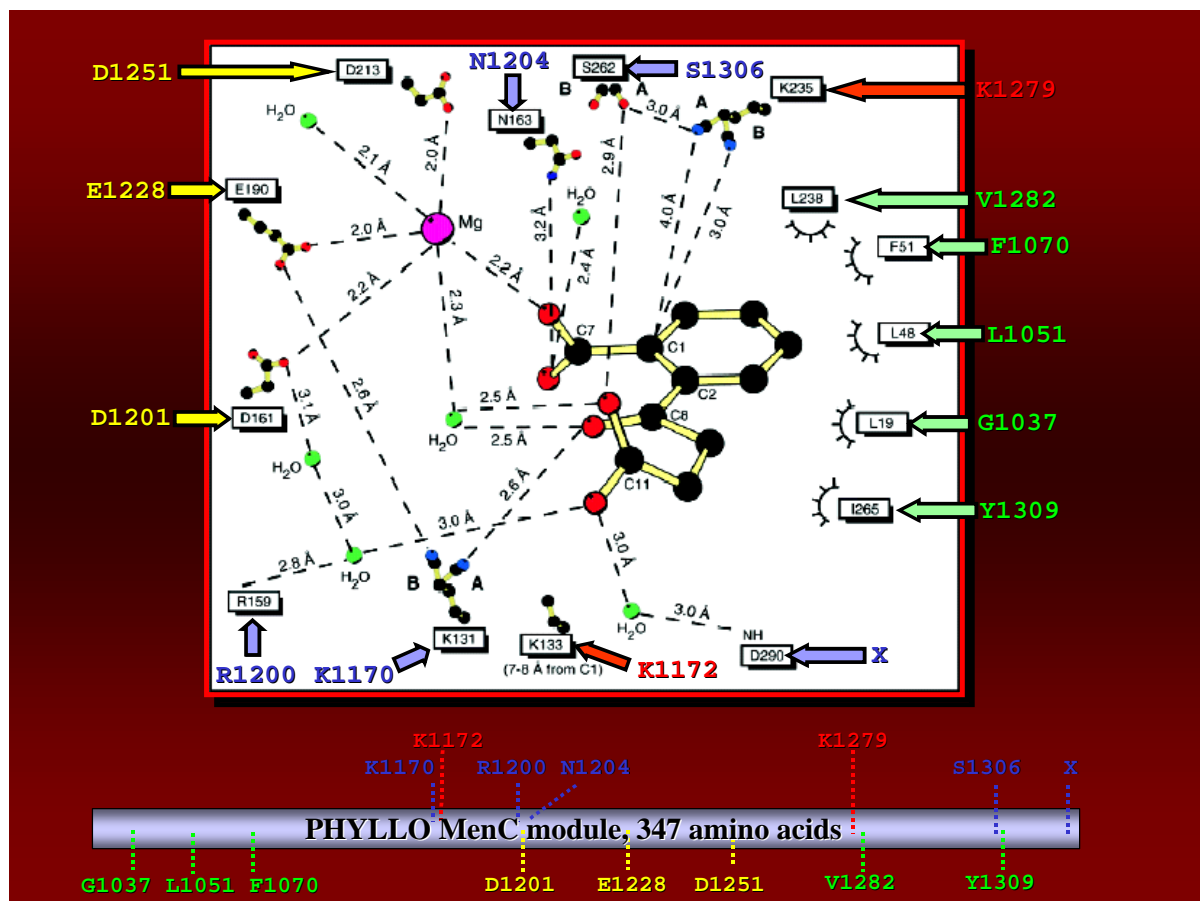 D1251
D213
N1204
S262
S1306
B A
3.0 Å
A
B
K235
K1279
H2O
N163
2.1 Å
2.0 Å
2.9 Å
E1228
E190
2.0 Å
Mg
H2O
3.2 Å
2.4 Å
4.0 Å
3.0 Å
L238
V1282
F51
F1070
2.2 Å
2.2 Å
2.3 Å
C7
C1
L48
L1051
C2
D1201
D161
2.6 Å
3.1 Å
2.5 Å
H2O
2.5 Å
C8
L19
G1037
H2O
3.0 Å
2.6 Å
C11
I265
Y1309
3.0 Å
3.0 Å
2.8 Å
H2O
B A
R159
K131
K133
(7-8 Å from C1)
H2O
3.0 Å
NH
D290
X
R1200
K1170
K1172
K1172
K1279
K1170
R1200
N1204
S1306
X
PHYLLO MenC module, 347 amino acids
G1037
L1051
F1070
D1201
E1228
D1251
V1282
Y1309